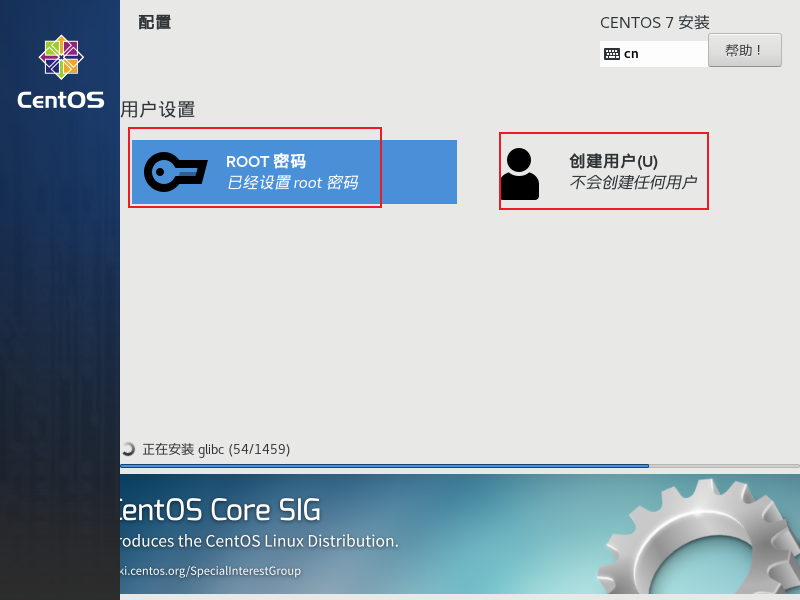 配置
CENTOS 7 安装
cn
帮助！
CentOS
用户设置
ROOT 密码
已经设置 root 密码
创建用户(U)
不会创建任何用户
正在安装 glibc (54/1459)
CentOS Core SIG
roduces the CentOS Linux Distribution.
ki.centos.org/SpecialInterestGroup